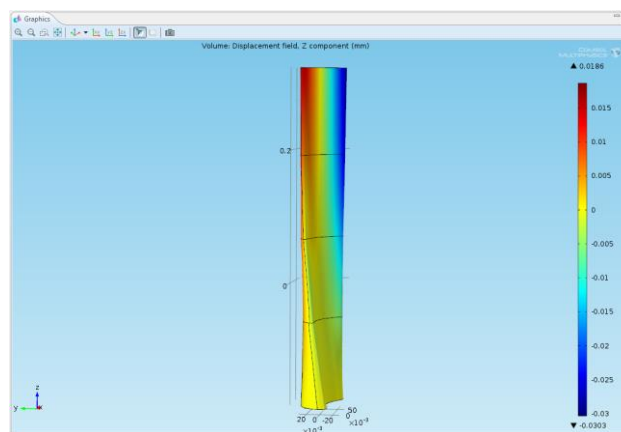 Graphics
Volume: Displacement field, Z component (mm)
COMSOL
MULTIPHYSICS
▲ 0.0186
0.015
0.01
0.005
0
-0.005
-0.01
-0.015
-0.02
-0.025
-0.03
▼ -0.0303
0.2
0
z
y
x
50
0
×10⁻³
20 0 -20
×10⁻³